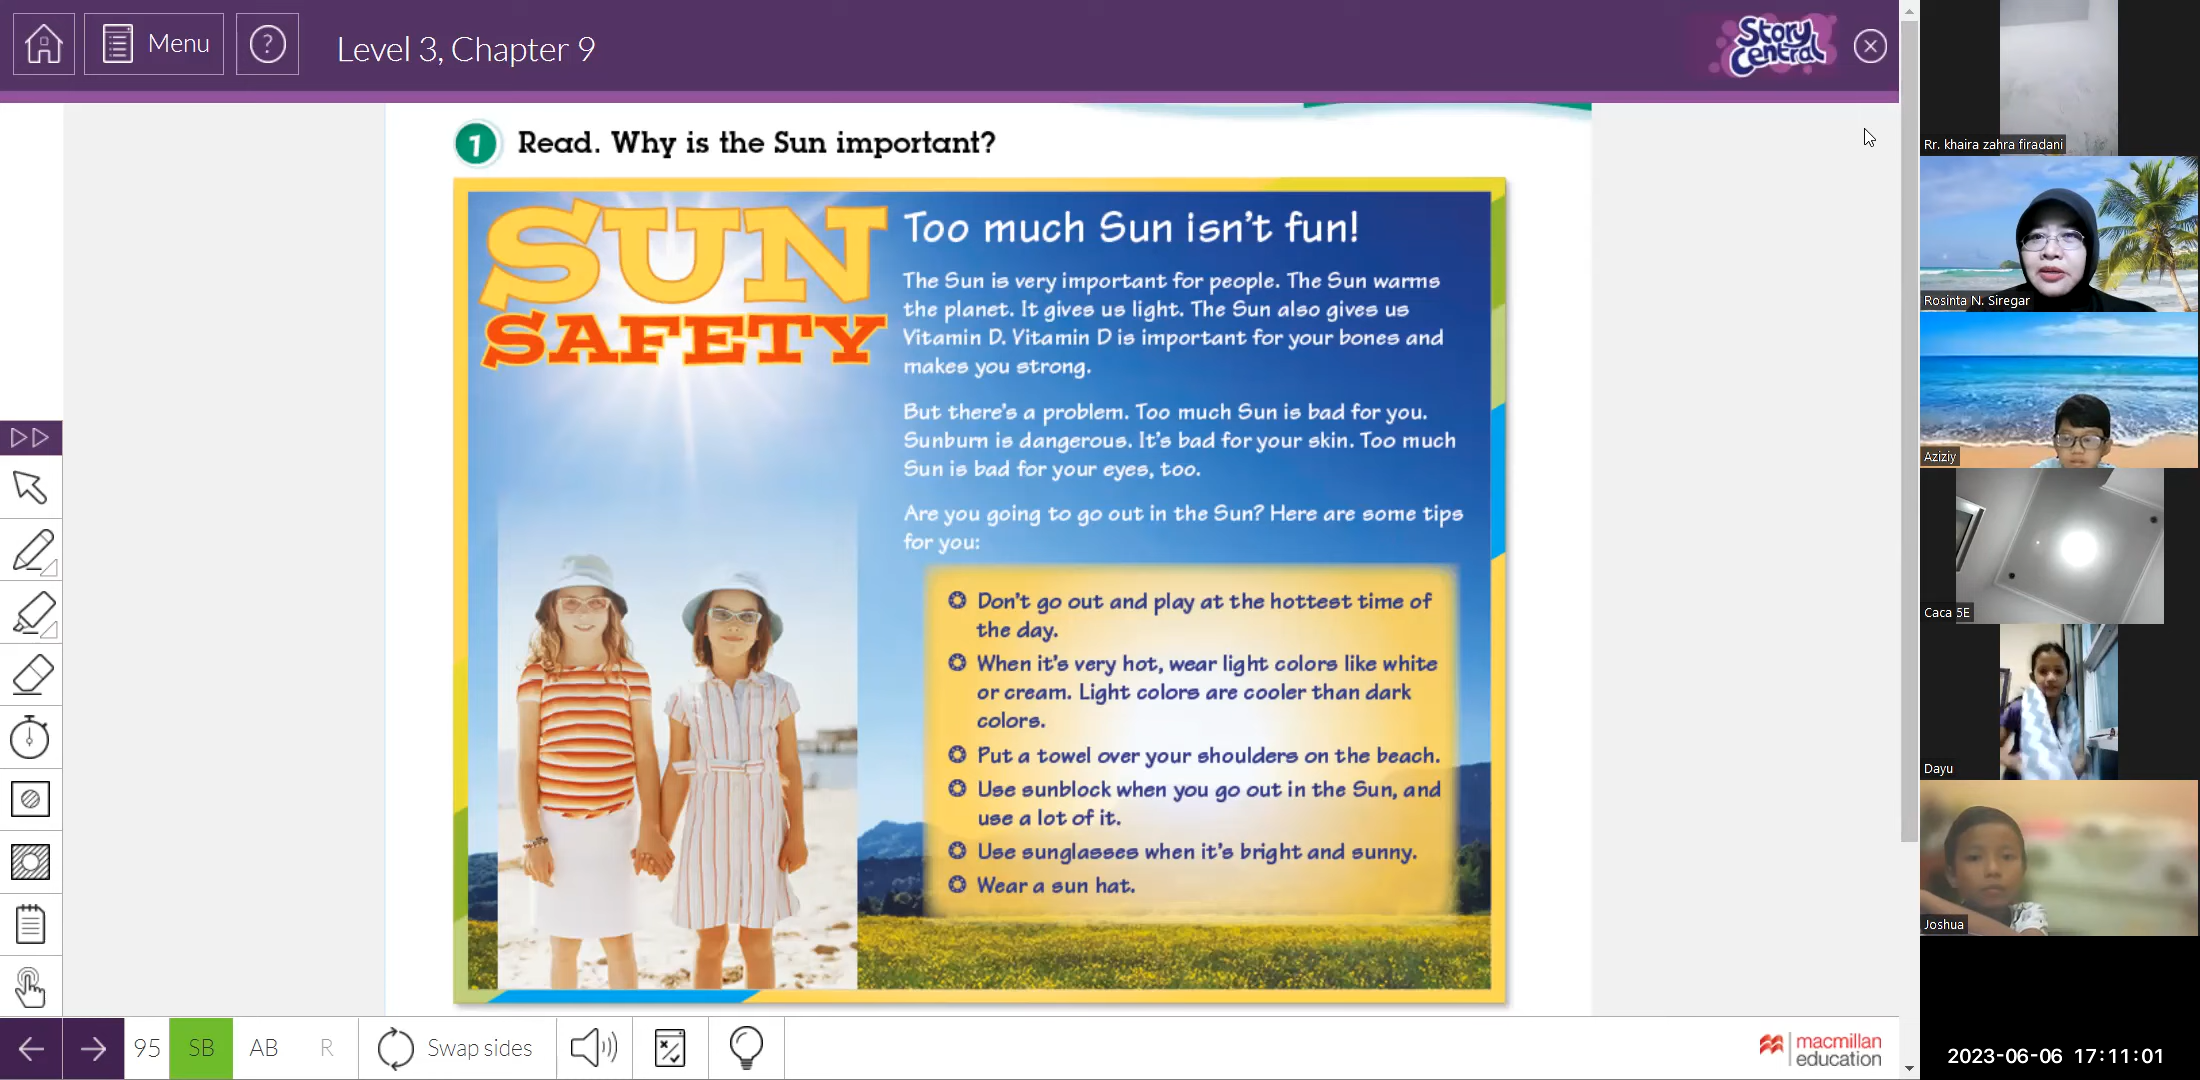 Menu
?
Level 3, Chapter 9
Story
Central
1 Read. Why is the Sun important?
SUN
SAFETY
Too much Sun isn't fun!
The Sun is very important for people. The Sun warms
the planet. It gives us light. The Sun also gives us
Vitamin D. Vitamin D is important for your bones and
makes you strong.
But there's a problem. Too much Sun is bad for you.
Sunburn is dangerous. It's bad for your skin. Too much
Sun is bad for your eyes, too.
Are you going to go out in the Sun? Here are some tips
for you:
Don't go out and play at the hottest time of
the day.
When it's very hot, wear light colors like white
or cream. Light colors are cooler than dark
colors.
Put a towel over your shoulders on the beach.
Use sunblock when you go out in the Sun, and
use a lot of it.
Use sunglasses when it's bright and sunny.
Wear a sun hat.
95
SB
AB
R
Swap sides
macmillan
education
Rr. khaira zahra firadani
Rosinta N. Siregar
Aziziy
Caca 5E
Dayu
Joshua
2023-06-06 17:11:01